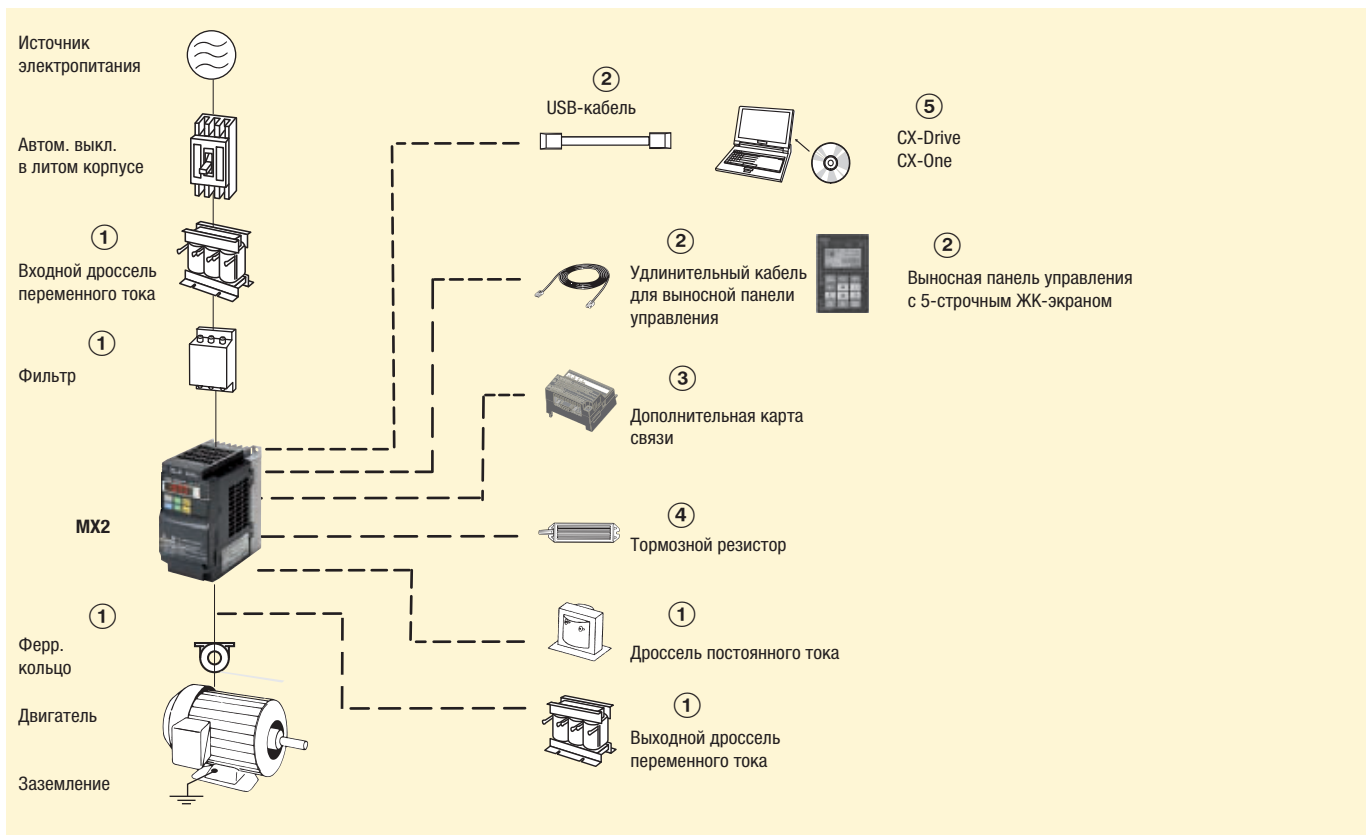 Источник
электропитания
Автом. выкл.
в литом корпусе
1
Входной дроссель
переменного тока
1
Фильтр
MX2
1
Ферр.
кольцо
Двигатель
Заземление
2
USB-кабель
5
CX-Drive
CX-One
2
Удлинительный кабель
для выносной панели
управления
2
Выносная панель управления
с 5-строчным ЖК-экраном
3
Дополнительная карта
связи
4
Тормозной резистор
1
Дроссель постоянного тока
1
Выходной дроссель
переменного тока